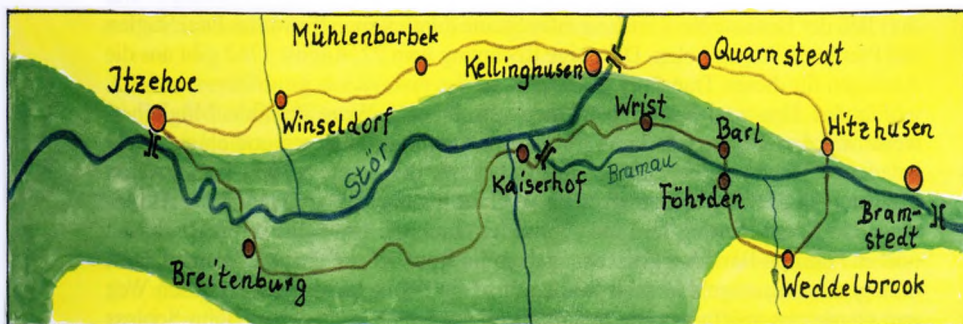 Mühlenbarbek
Itzehoe
Kellinghusen
Quarnstedt
Winseldorf
Wrist
Barl
Hitzhusen
Stör
Kaiserhof
Bramau
Föhrden
Bram-
stedt
Breitenburg
Weddelbrook